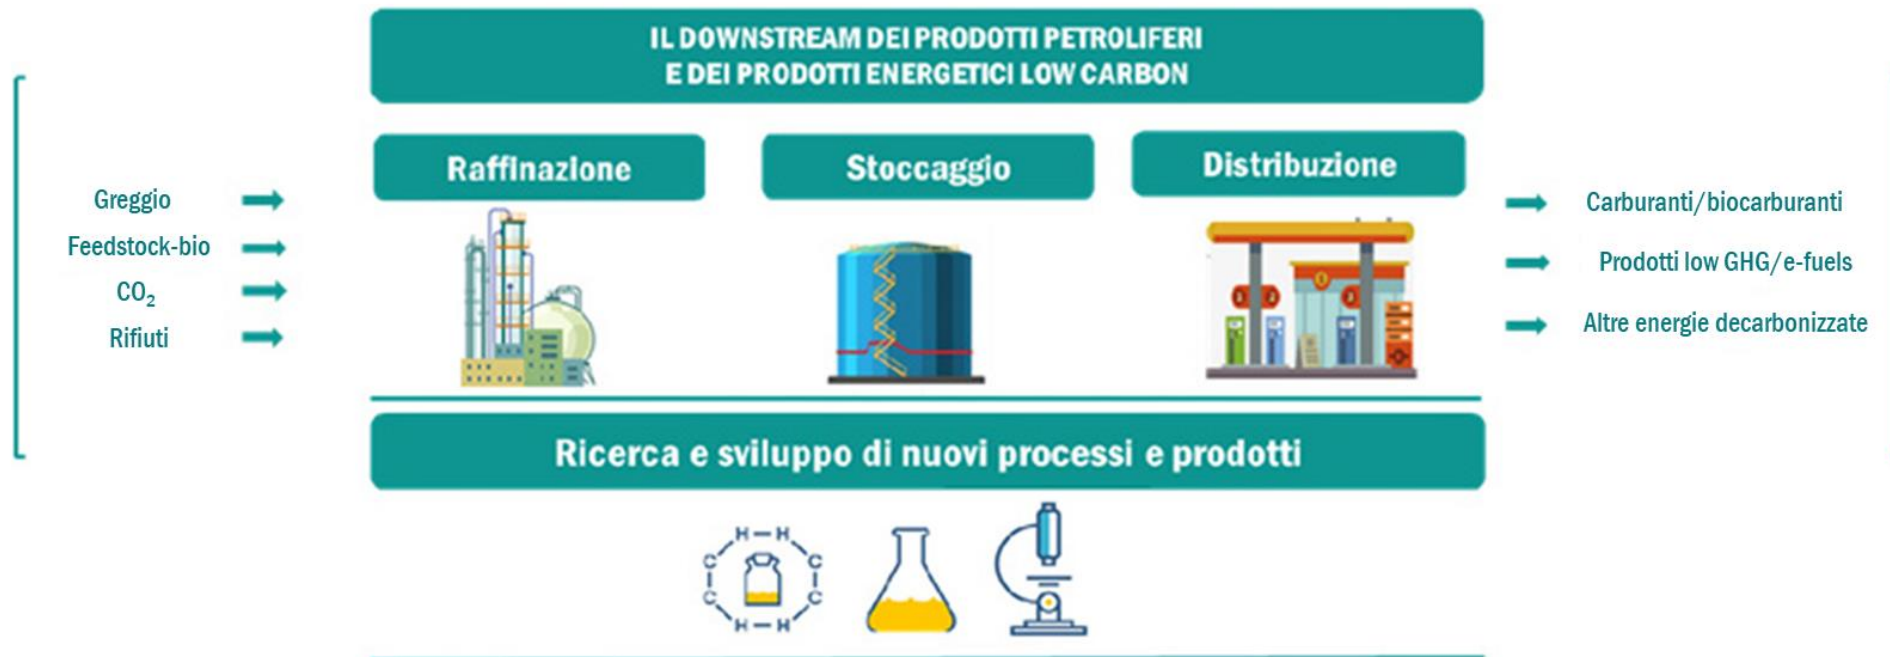 IL DOWNSTREAM DEI PRODOTTI PETROLIFERI
E DEI PRODOTTI ENERGETICI LOW CARBON
Raffinazione
Stoccaggio
Distribuzione
Greggio
Feedstock-bio
CO₂
Rifiuti
Carburanti/biocarburanti
Prodotti low GHG/e-fuels
Altre energie decarbonizzate
Ricerca e sviluppo di nuovi processi e prodotti
H H
C C
C C
H H